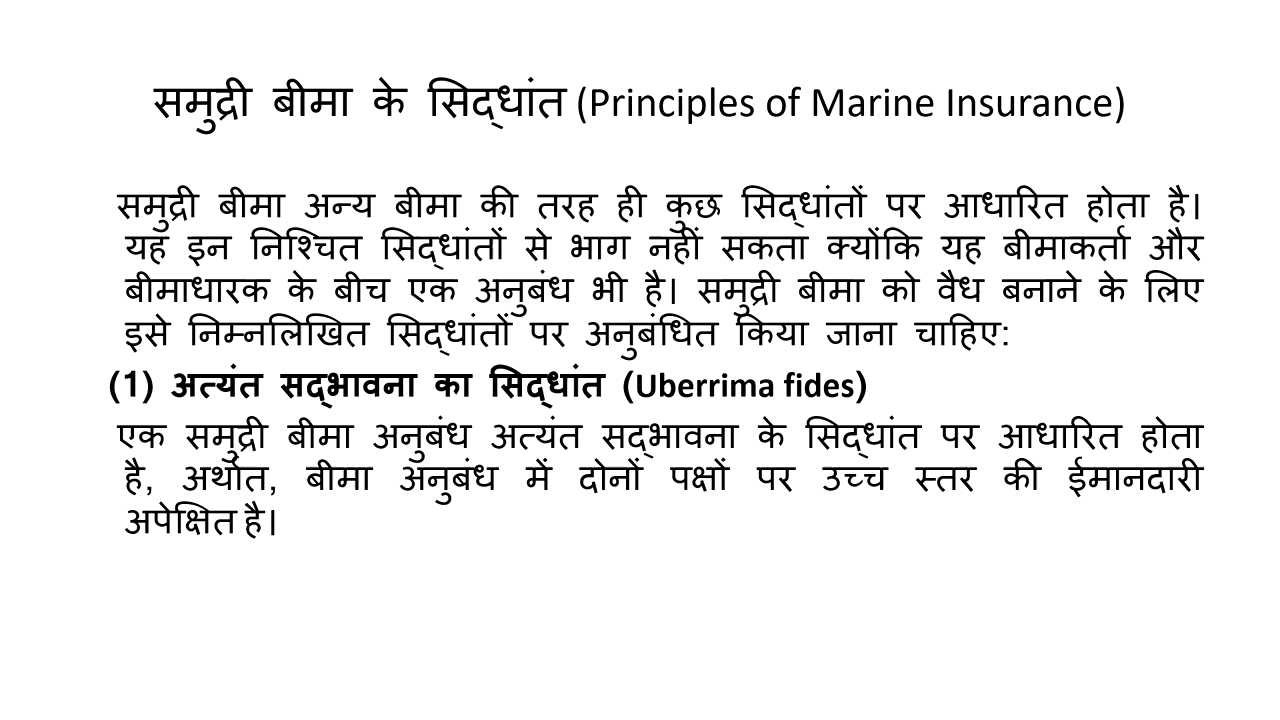 समुद्री बीमा के सिद्धांत (Principles of Marine Insurance)
समुद्री बीमा अन्य बीमा की तरह ही कुछ सिद्धांतों पर आधारित होता है।
यह इन निश्चित सिद्धांतों से भाग नहीं सकता क्योंकि यह बीमाकर्ता और
बीमाधारक के बीच एक अनुबंध भी है। समुद्री बीमा को वैध बनाने के लिए
इसे निम्नलिखित सिद्धांतों पर अनुबंधित किया जाना चाहिए:
(1) अत्यंत सद्भावना का सिद्धांत (Uberrima fides)
एक समुद्री बीमा अनुबंध अत्यंत सद्भावना के सिद्धांत पर आधारित होता
है, अर्थात, बीमा अनुबंध में दोनों पक्षों पर उच्च स्तर की ईमानदारी
अपेक्षित है।